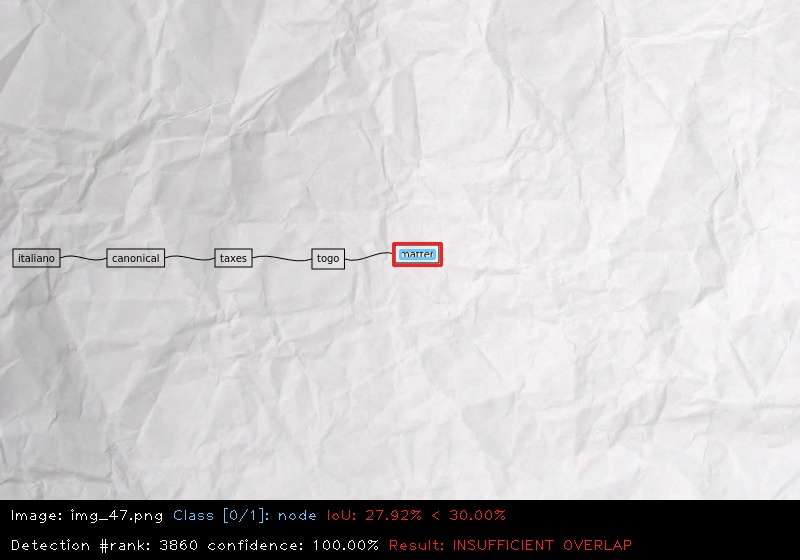 italiano canonical taxes togo matter
Image: img_47.png Class [0/1]: node IoU: 27.92% < 30.00%
Detection #rank: 3860 confidence: 100.00% Result: INSUFFICIENT OVERLAP